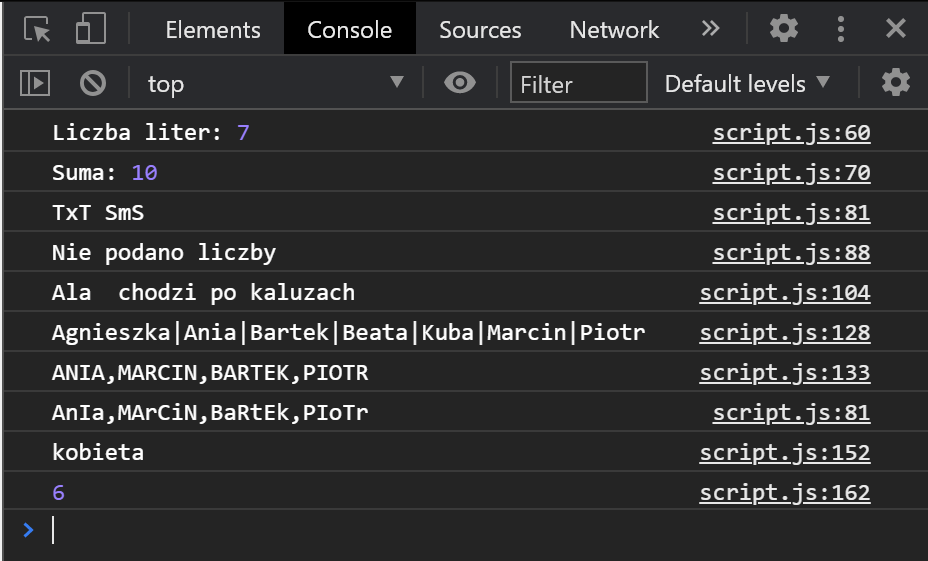 Elements Console Sources Network
top Filter Default levels
Liczba liter: 7 script.js:60
Suma: 10 script.js:70
TxT SmS script.js:81
Nie podano liczby script.js:88
Ala  chodzi po kaluzach script.js:104
Agnieszka|Ania|Bartek|Beata|Kuba|Marcin|Piotr script.js:128
ANIA,MARCIN,BARTEK,PIOTR script.js:133
AnIa,MArCiN,BaRtEk,PIoTr script.js:81
kobieta script.js:152
6 script.js:162